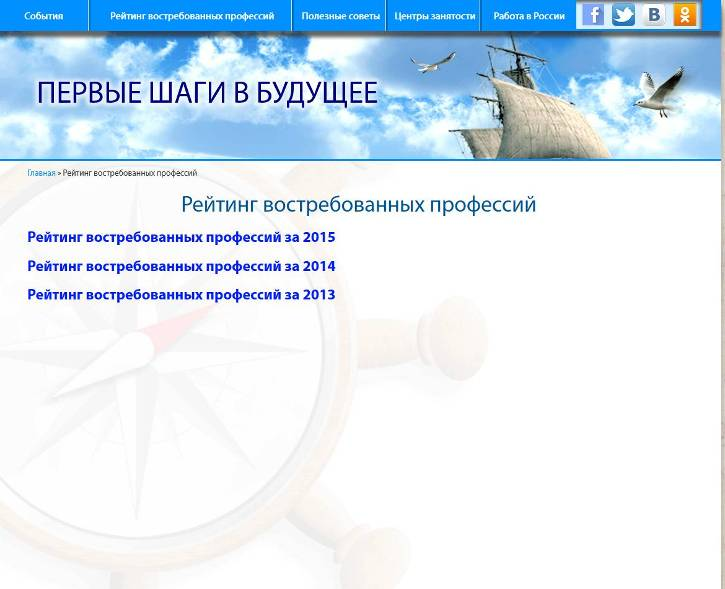 События Рейтинг востребованных профессий Полезные советы Центры занятости Работа в России
ПЕРВЫЕ ШАГИ В БУДУЩЕЕ
Главная » Рейтинг востребованных профессий
Рейтинг востребованных профессий
Рейтинг востребованных профессий за 2015
Рейтинг востребованных профессий за 2014
Рейтинг востребованных профессий за 2013